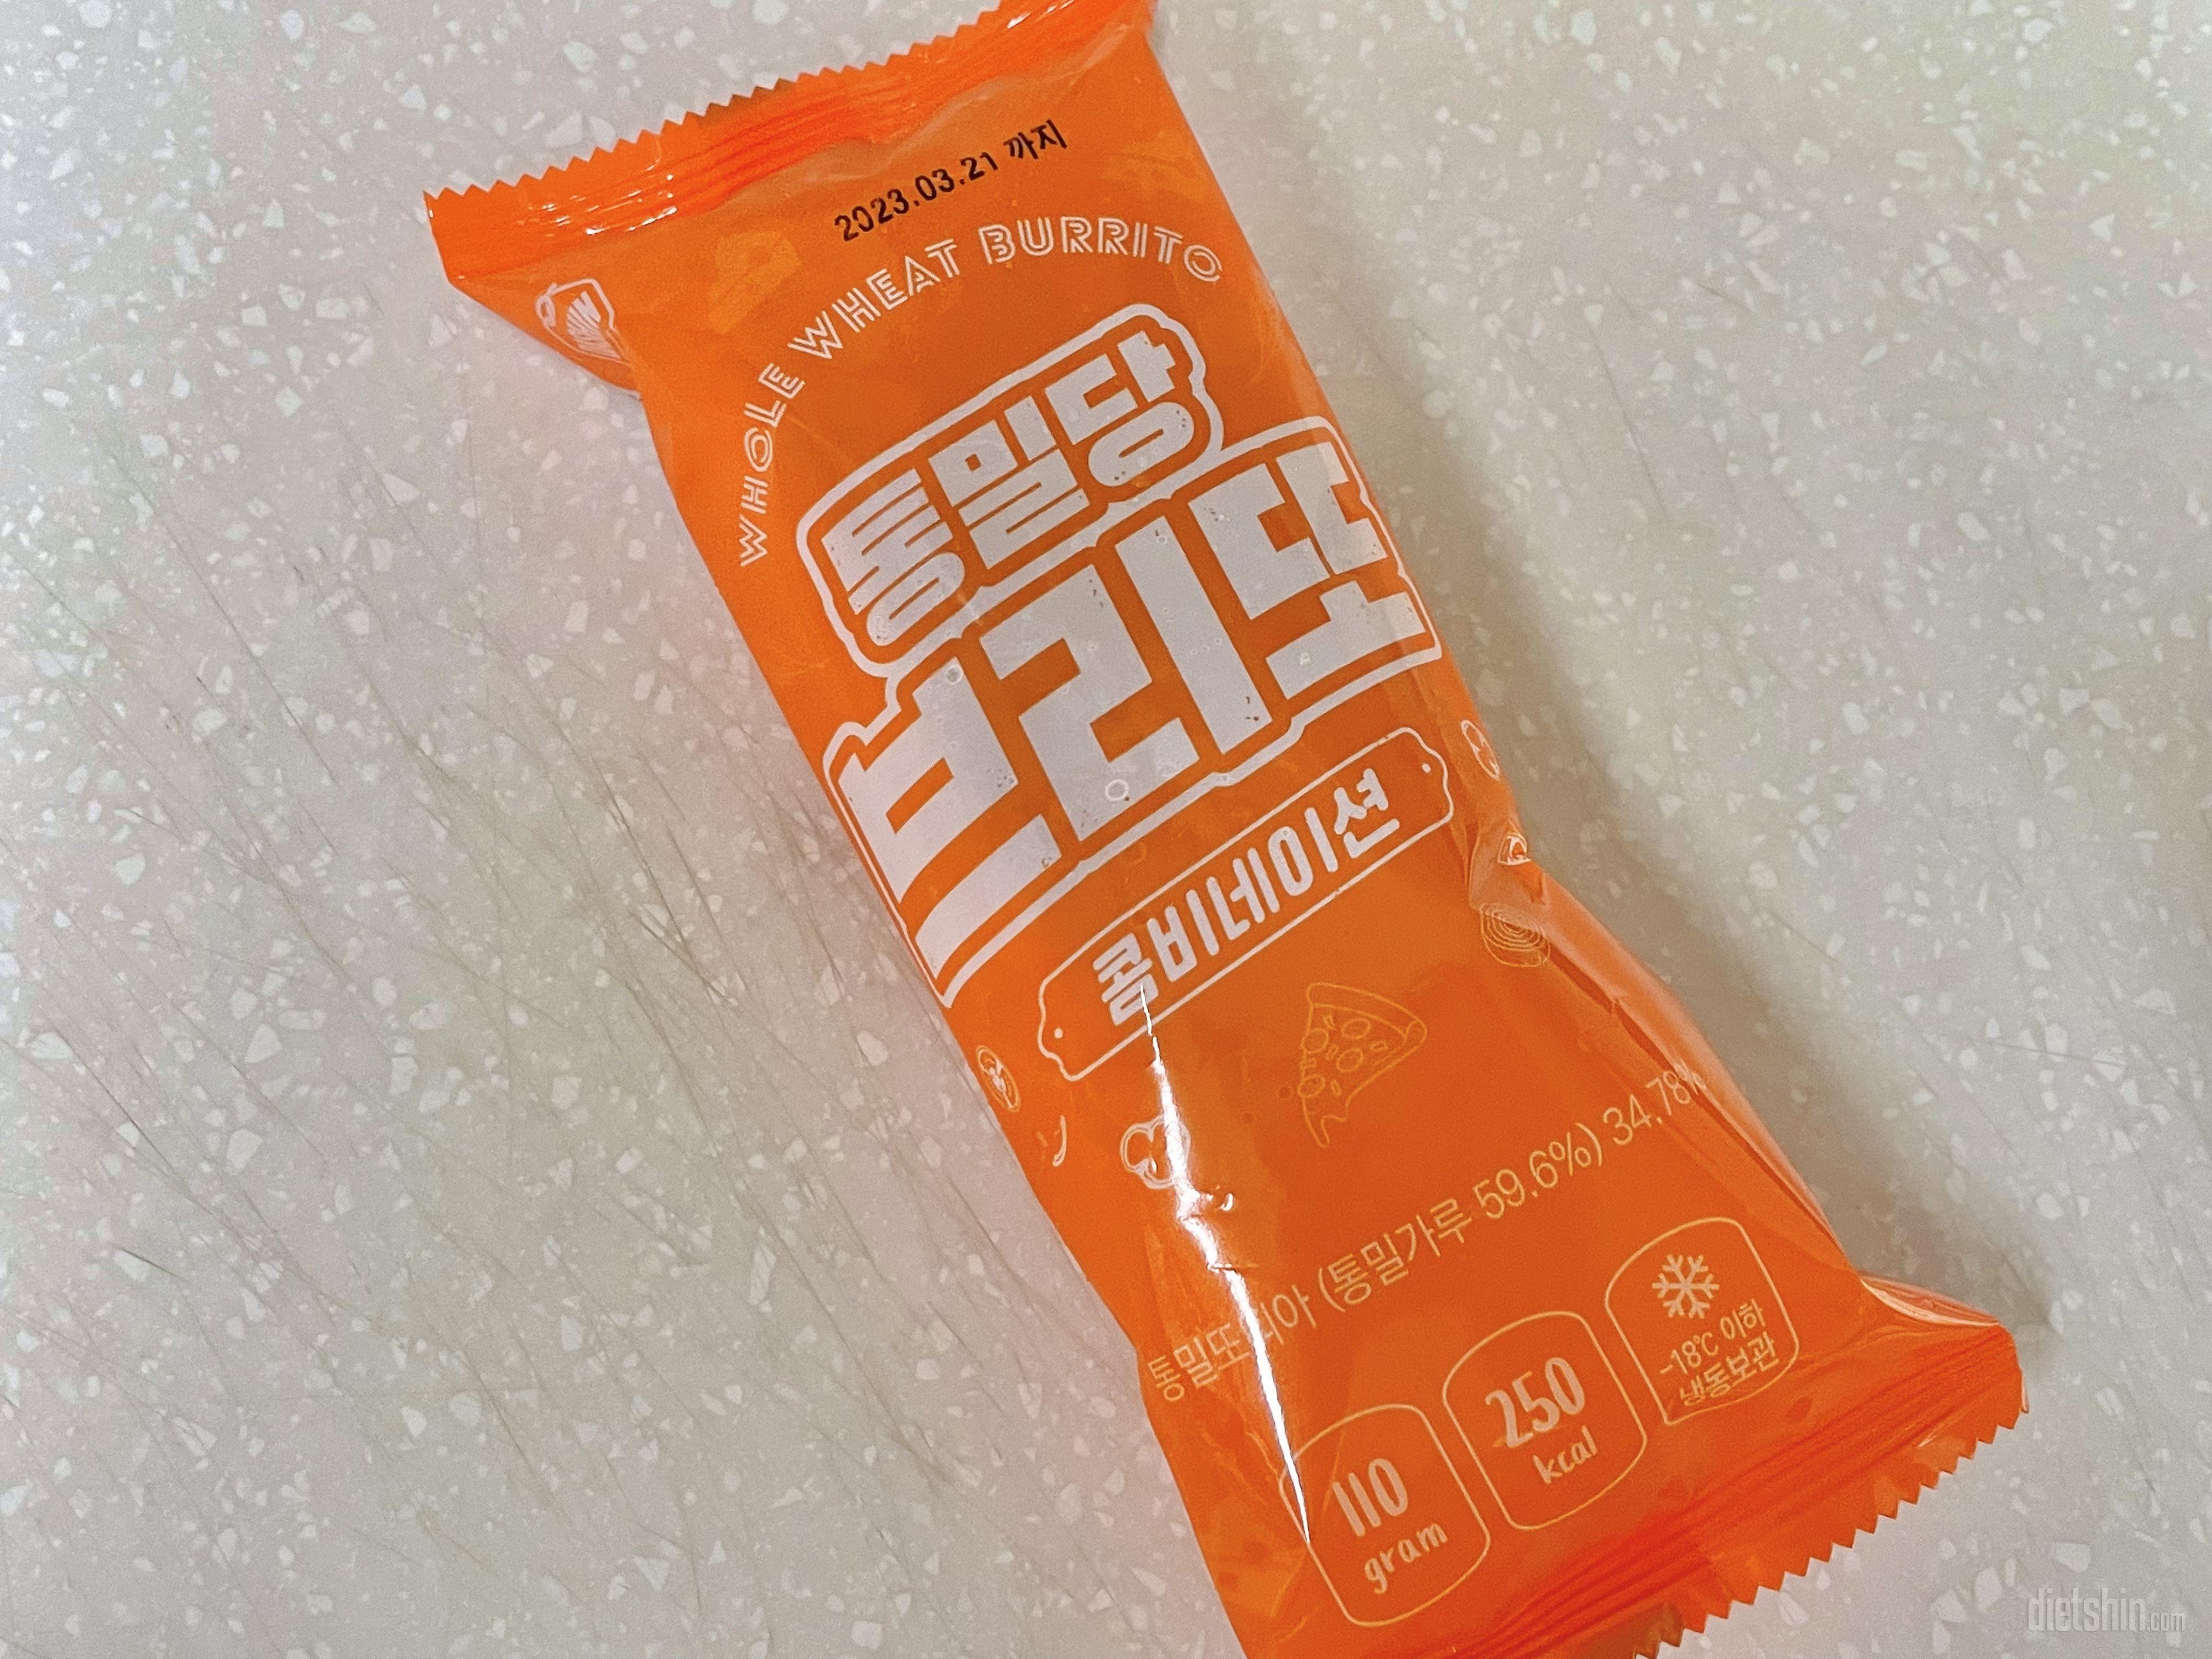 2023.03.21 까지
WHOLE WHEAT BURRITO
통밀당
브리또
콤비네이션
통밀또띠아 (통밀가루 59.6%) 34.78%
110
gram
250
kcal
-18℃ 이하
냉동보관
dietshin.com